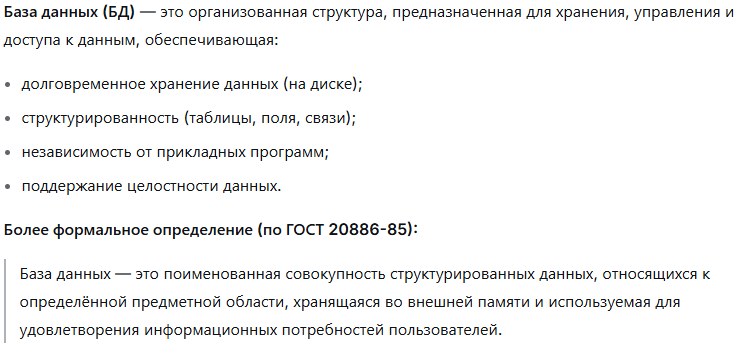 База данных (БД) — это организованная структура, предназначенная для хранения, управления и
доступа к данным, обеспечивающая:
• долговременное хранение данных (на диске);
• структурированность (таблицы, поля, связи);
• независимость от прикладных программ;
• поддержание целостности данных.
Более формальное определение (по ГОСТ 20886-85):
База данных — это поименованная совокупность структурированных данных, относящихся к
определённой предметной области, хранящаяся во внешней памяти и используемая для
удовлетворения информационных потребностей пользователей.